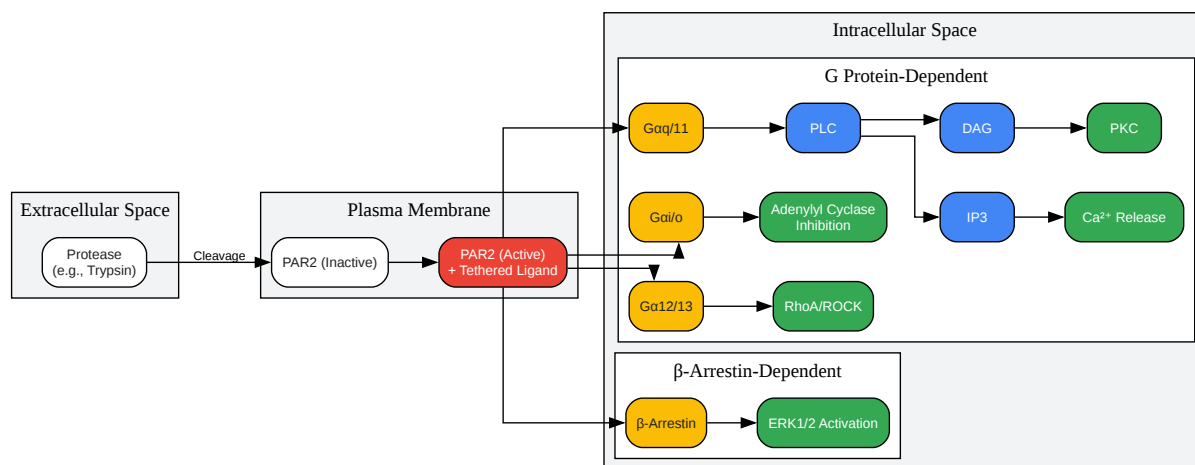 Intracellular Space
G Protein-Dependent
Gαq/11
PLC
DAG
PKC
Extracellular Space
Plasma Membrane
Gαi/o
Adenylyl Cyclase
Inhibition
IP3
Ca²⁺ Release
Protease
(e.g., Trypsin)
Cleavage
PAR2 (Inactive)
PAR2 (Active)
+ Tethered Ligand
Gα12/13
RhoA/ROCK
β-Arrestin-Dependent
β-Arrestin
ERK1/2 Activation